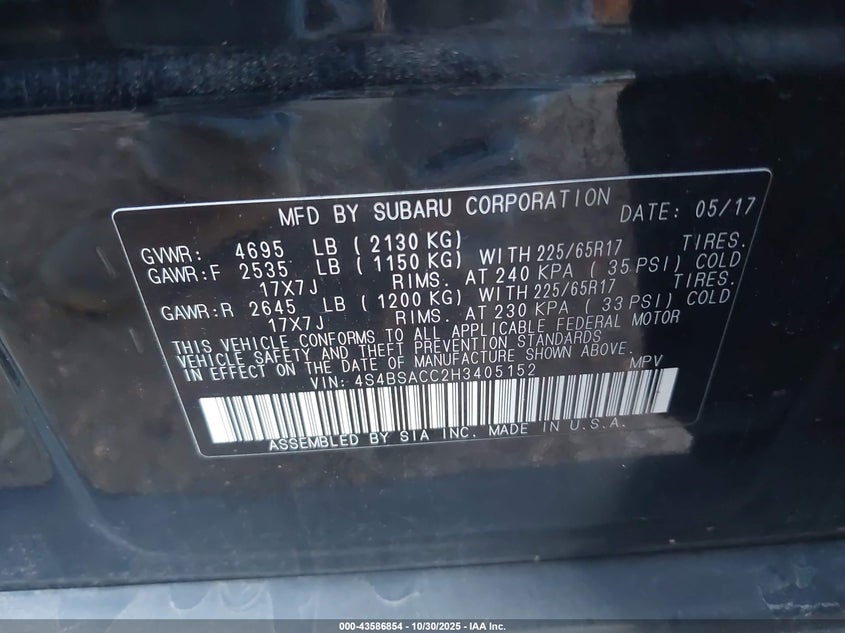 MFD BY SUBARU CORPORATION DATE: 05/17
GVWR: 4695 LB ( 2130 KG)
GAWR:F 2535 LB ( 1150 KG) WITH 225/65R17 TIRES.
17X7J RIMS. AT 240 KPA ( 35 PSI) COLD
GAWR:R 2645 LB ( 1200 KG) WITH 225/65R17 TIRES.
17X7J RIMS. AT 230 KPA ( 33 PSI) COLD
THIS VEHICLE CONFORMS TO ALL APPLICABLE FEDERAL MOTOR
VEHICLE SAFETY AND THEFT PREVENTION STANDARDS
IN EFFECT ON THE DATE OF MANUFACTURE SHOWN ABOVE.
VIN: 4S4BSACC2H3405152 MPV
ASSEMBLED BY SIA INC. MADE IN U.S.A.
000-43586854 - 10/30/2025 - IAA Inc.